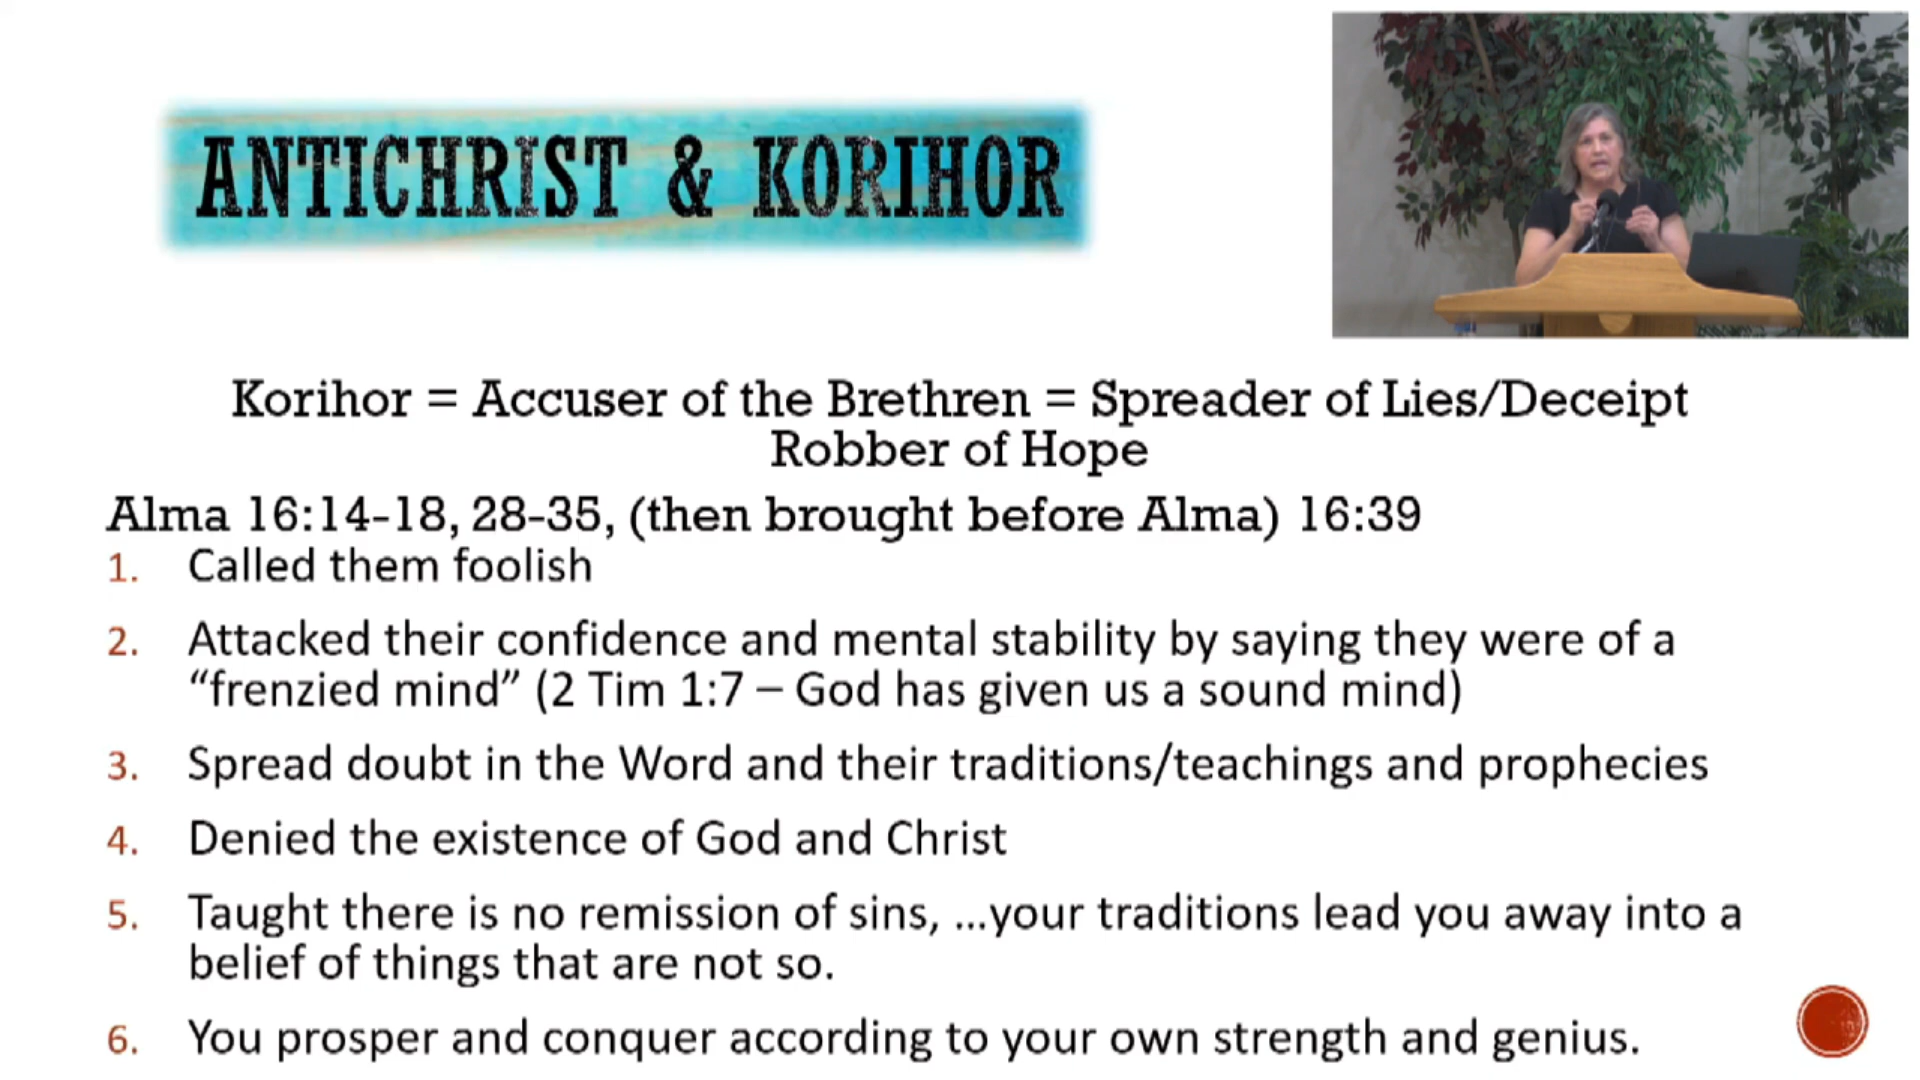 ANTICHRIST & KORIHOR
Korihor = Accuser of the Brethren = Spreader of Lies/Deceipt
Robber of Hope
Alma 16:14-18, 28-35, (then brought before Alma) 16:39
1. Called them foolish
2. Attacked their confidence and mental stability by saying they were of a
“frenzied mind” (2 Tim 1:7 – God has given us a sound mind)
3. Spread doubt in the Word and their traditions/teachings and prophecies
4. Denied the existence of God and Christ
5. Taught there is no remission of sins, …your traditions lead you away into a
belief of things that are not so.
6. You prosper and conquer according to your own strength and genius.